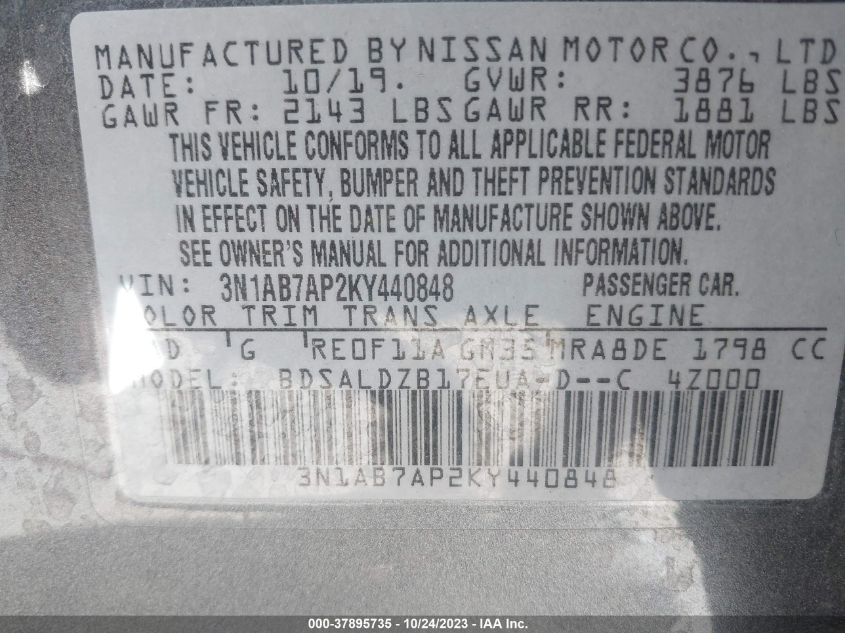 MANUFACTURED BY NISSAN MOTOR CO., LTD
DATE: 10/19. GVWR: 3876 LBS
GAWR FR: 2143 LBS GAWR RR: 1881 LBS
THIS VEHICLE CONFORMS TO ALL APPLICABLE FEDERAL MOTOR
VEHICLE SAFETY, BUMPER AND THEFT PREVENTION STANDARDS
IN EFFECT ON THE DATE OF MANUFACTURE SHOWN ABOVE.
SEE OWNER'S MANUAL FOR ADDITIONAL INFORMATION.
VIN: 3N1AB7AP2KY440848 PASSENGER CAR.
COLOR TRIM TRANS AXLE ENGINE
G RE0F11A GM35 MRA8DE 1798 CC
MODEL: BDSALDZB17EUA-D--C 4Z000
3N1AB7AP2KY440848
000-37895735 - 10/24/2023 - IAA Inc.